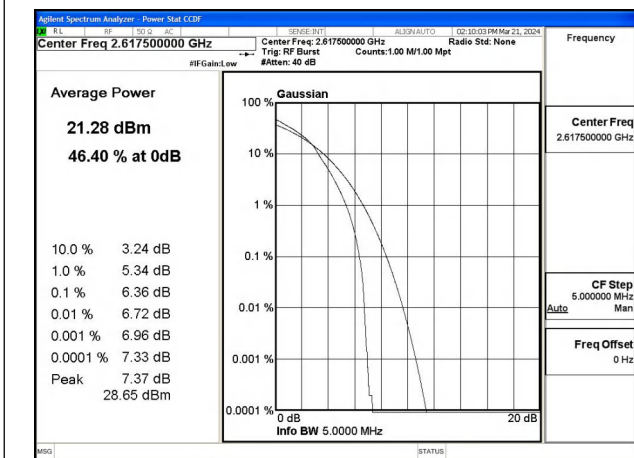 Agilent Spectrum Analyzer - Power Stat CCDF
RL RF 50 Ω AC SENSE:INT ALIGN AUTO 02:10:03 PM Mar 21, 2024
Center Freq 2.617500000 GHz
Center Freq: 2.617500000 GHz Radio Std: None
Trig: RF Burst Counts:1.00 M/1.00 Mpt
#IFGain:Low #Atten: 40 dB
Frequency
Average Power
21.28 dBm
46.40 % at 0dB
10.0 % 3.24 dB
1.0 % 5.34 dB
0.1 % 6.36 dB
0.01 % 6.72 dB
0.001 % 6.96 dB
0.0001 % 7.33 dB
Peak 7.37 dB
28.65 dBm
Gaussian
100 %
10 %
1 %
0.1 %
0.01 %
0.001 %
0.0001 %
0 dB 20 dB
Info BW 5.0000 MHz
Center Freq
2.617500000 GHz
CF Step
5.000000 MHz
Auto Man
Freq Offset
0 Hz
MSG STATUS